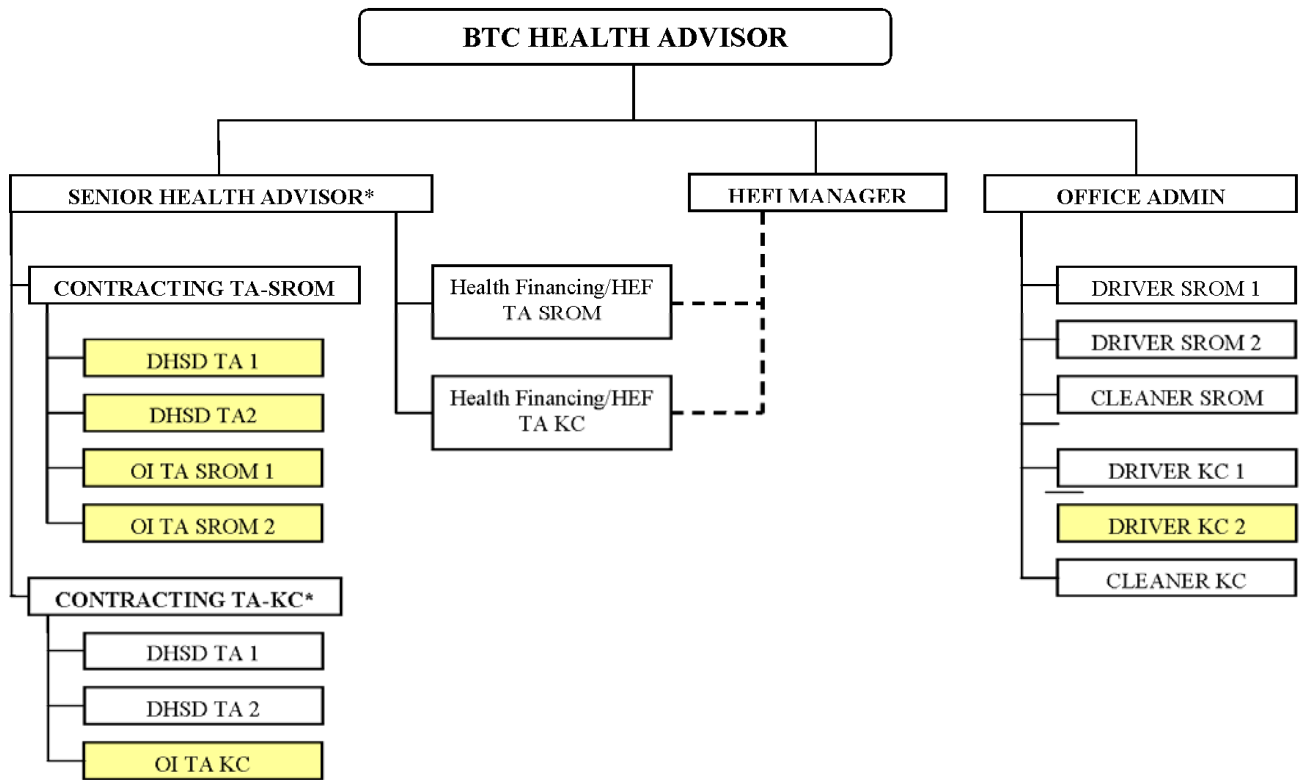 BTC HEALTH ADVISOR
SENIOR HEALTH ADVISOR*
HEFI MANAGER
OFFICE ADMIN
CONTRACTING TA-SROM
DHSD TA 1
DHSD TA2
OI TA SROM 1
OI TA SROM 2
CONTRACTING TA-KC*
DHSD TA 1
DHSD TA 2
OI TA KC
Health Financing/HEF
TA SROM
Health Financing/HEF
TA KC
DRIVER SROM 1
DRIVER SROM 2
CLEANER SROM
DRIVER KC 1
DRIVER KC 2
CLEANER KC